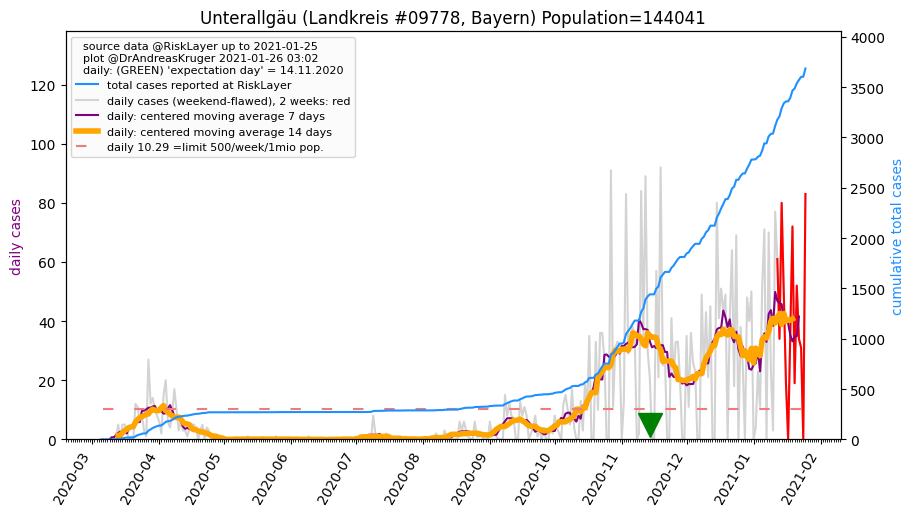 Unterallgäu (Landkreis #09778, Bayern) Population=144041
source data @RiskLayer up to 2021-01-25
plot @DrAndreasKruger 2021-01-26 03:02
daily: (GREEN) 'expectation day' = 14.11.2020
total cases reported at RiskLayer
daily cases (weekend-flawed), 2 weeks: red
daily: centered moving average 7 days
daily: centered moving average 14 days
daily 10.29 =limit 500/week/1mio pop.
daily cases
0
20
40
60
80
100
120
cumulative total cases
0
500
1000
1500
2000
2500
3000
3500
4000
2020-03
2020-04
2020-05
2020-06
2020-07
2020-08
2020-09
2020-10
2020-11
2020-12
2021-01
2021-02